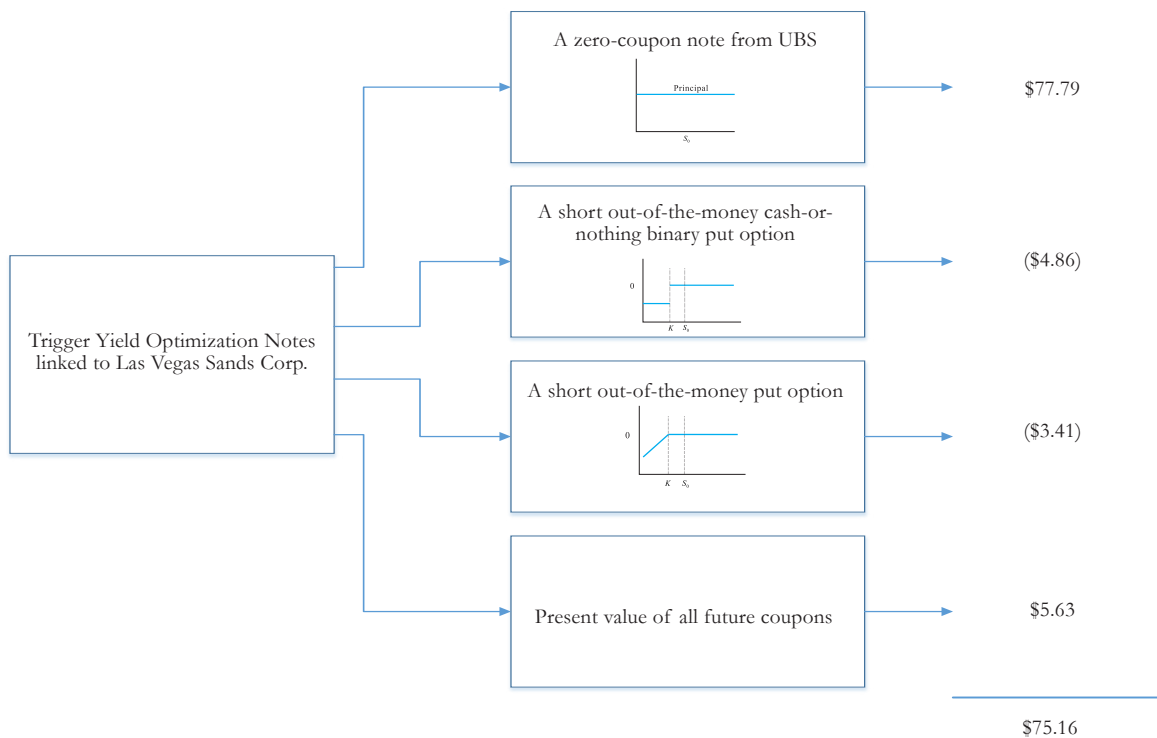 A zero-coupon note from UBS
Principal
S0
$77.79
A short out-of-the-money cash-or-
nothing binary put option
0
K S0
($4.86)
Trigger Yield Optimization Notes
linked to Las Vegas Sands Corp.
A short out-of-the-money put option
0
K S0
($3.41)
Present value of all future coupons
$5.63
$75.16